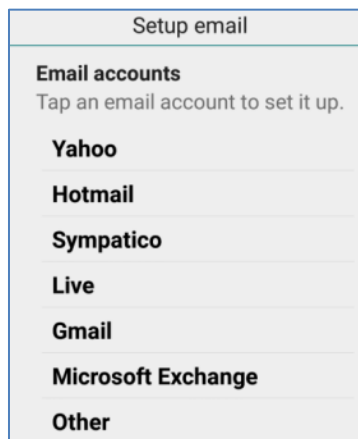 Setup email
Email accounts
Tap an email account to set it up.
Yahoo
Hotmail
Sympatico
Live
Gmail
Microsoft Exchange
Other